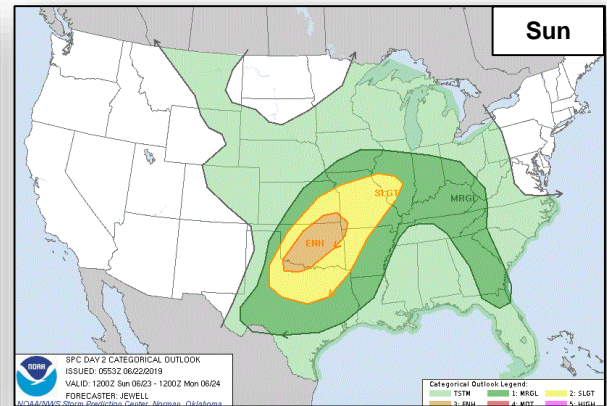 Sun
SLGT
MRGL
ENH
NOAA
SPC DAY 2 CATEGORICAL OUTLOOK
ISSUED: 0553Z 06/22/2019
VALID: 1200Z Sun 06/23 - 1200Z Mon 06/24
FORECASTER: JEWELL
NOAA/NWS Storm Prediction Center, Norman, Oklahoma
Categorical Outlook Legend:
TSTM 1: MRGL 2: SLGT
3: ENH 4: MDT 5: HIGH